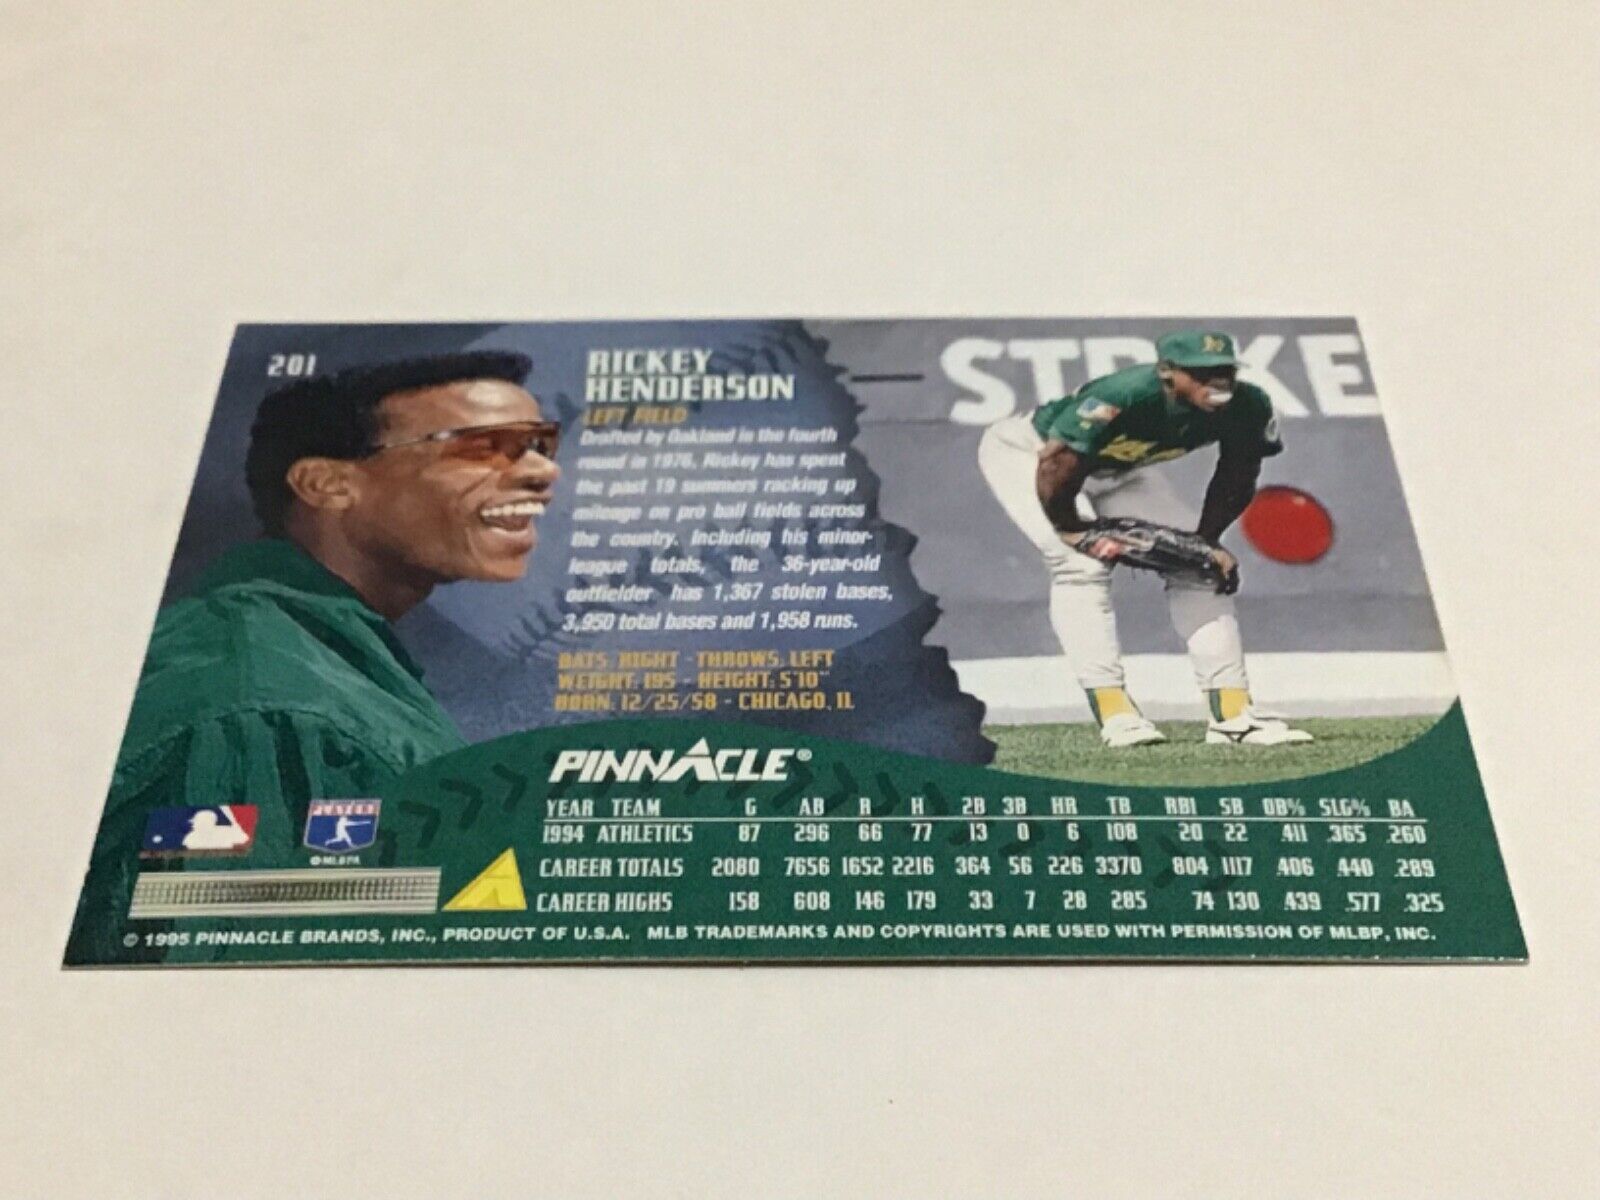 201
RICKEY
HENDERSON
LEFT FIELD
Drafted by Oakland in the fourth
round in 1976, Rickey has spent
the past 19 summers racking up
mileage on pro ball fields across
the country. Including his minor-
league totals, the 36-year-old
outfielder has 1,367 stolen bases,
3,950 total bases and 1,958 runs.
BATS: RIGHT - THROWS: LEFT
WEIGHT: 195 - HEIGHT: 5'10"
BORN: 12/25/58 - CHICAGO, IL
STRIKE
PINNACLE®
YEAR TEAM G AB R H 2B 3B HR TB RBI SB OB% SLG% BA
1994 ATHLETICS 87 296 66 77 13 0 6 108 20 22 .411 .365 .260
CAREER TOTALS 2080 7656 1652 2216 364 56 226 3370 804 1117 .406 .440 .289
CAREER HIGHS 158 608 146 179 33 7 28 285 74 130 .439 .577 .325
©MLBPA
© 1995 PINNACLE BRANDS, INC., PRODUCT OF U.S.A. MLB TRADEMARKS AND COPYRIGHTS ARE USED WITH PERMISSION OF MLBP, INC.